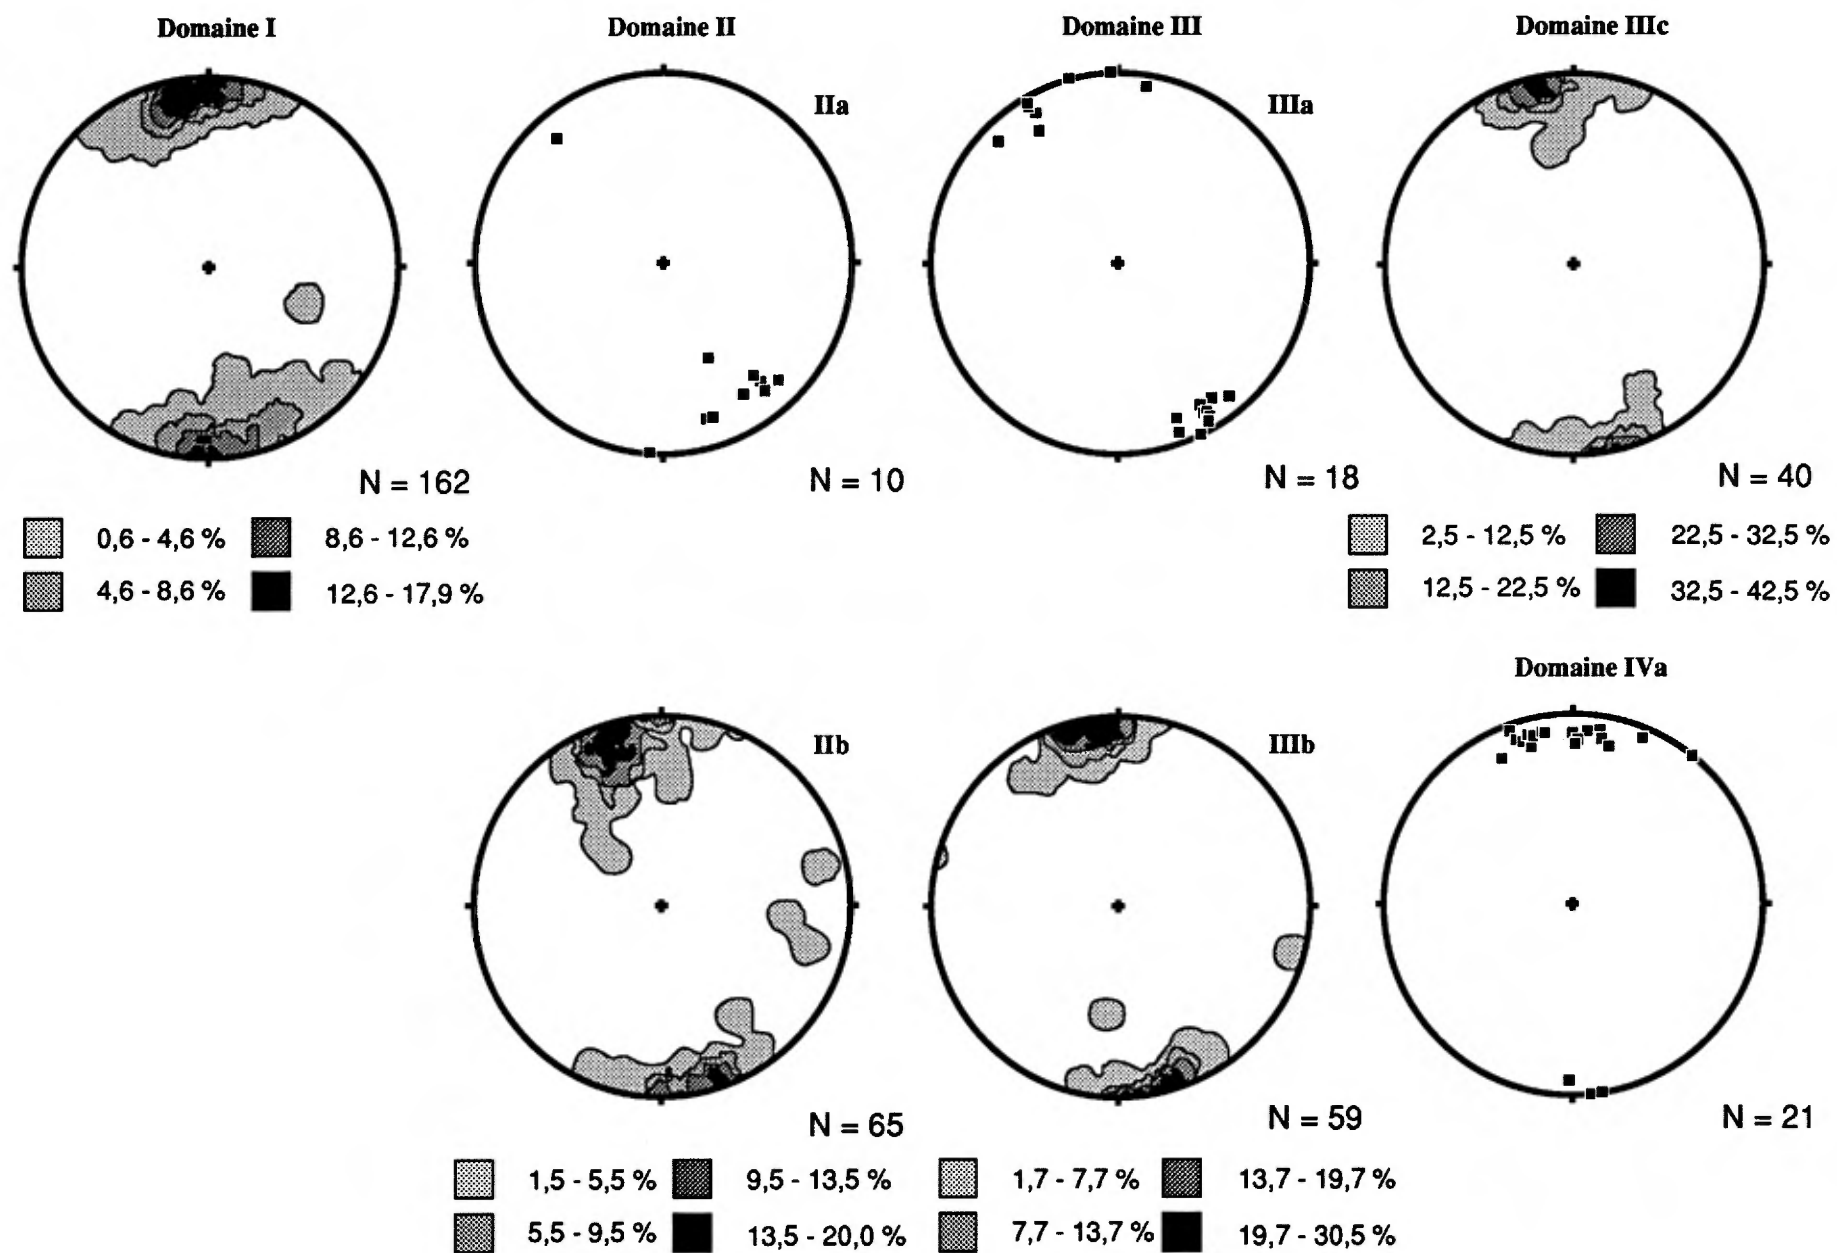 Domaine I
Domaine II
Domaine III
Domaine IIIc
IIa
IIIa
N = 162
N = 10
N = 18
N = 40
0,6 - 4,6 %
8,6 - 12,6 %
4,6 - 8,6 %
12,6 - 17,9 %
2,5 - 12,5 %
22,5 - 32,5 %
12,5 - 22,5 %
32,5 - 42,5 %
Domaine IVa
IIb
IIIb
N = 65
N = 59
N = 21
1,5 - 5,5 %
9,5 - 13,5 %
5,5 - 9,5 %
13,5 - 20,0 %
1,7 - 7,7 %
13,7 - 19,7 %
7,7 - 13,7 %
19,7 - 30,5 %